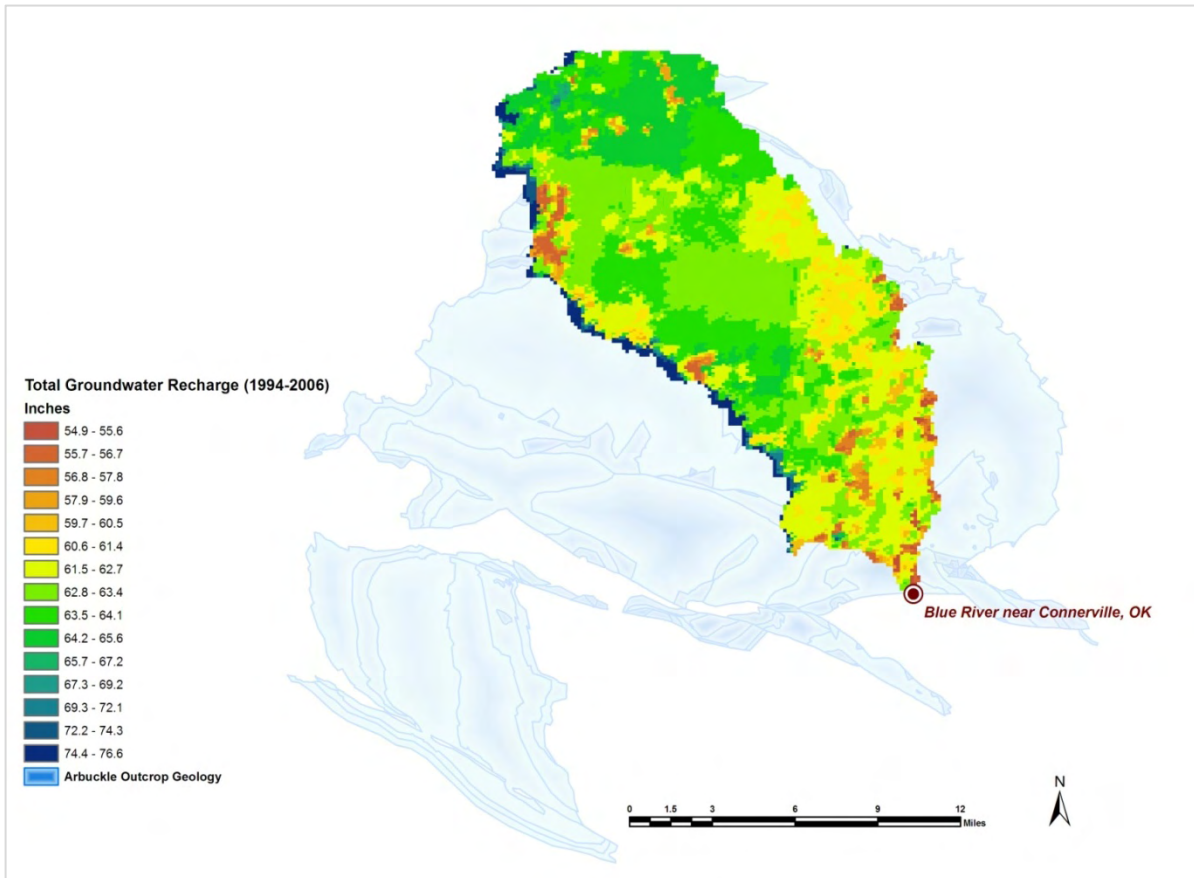 Total Groundwater Recharge (1994-2006)
Inches
54.9 - 55.6
55.7 - 56.7
56.8 - 57.8
57.9 - 59.6
59.7 - 60.5
60.6 - 61.4
61.5 - 62.7
62.8 - 63.4
63.5 - 64.1
64.2 - 65.6
65.7 - 67.2
67.3 - 69.2
69.3 - 72.1
72.2 - 74.3
74.4 - 76.6
Arbuckle Outcrop Geology
Blue River near Connerville, OK
N
0 1.5 3 6 9 12
Miles